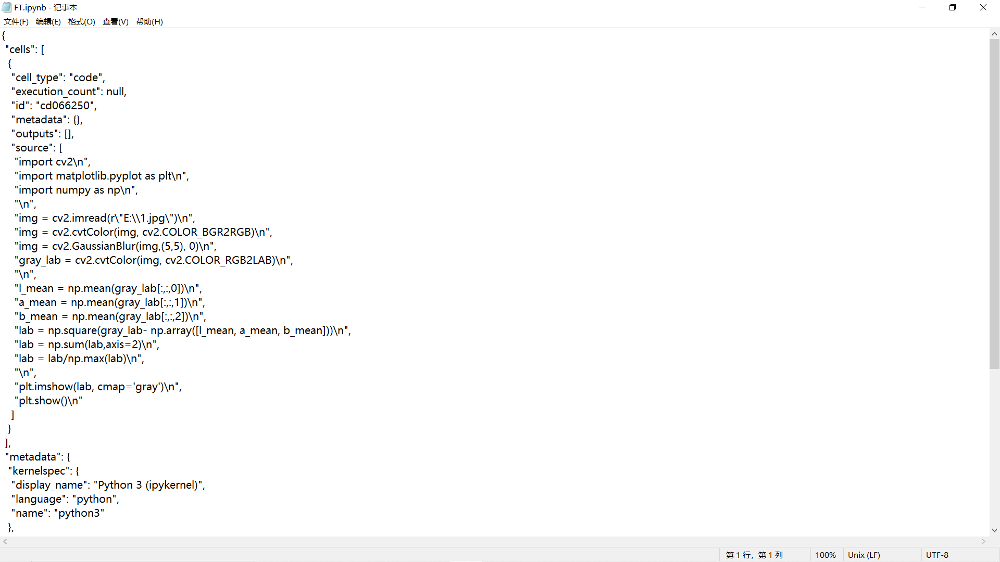 FT.ipynb - 记事本
文件(F) 编辑(E) 格式(O) 查看(V) 帮助(H)
{
 "cells": [
  {
   "cell_type": "code",
   "execution_count": null,
   "id": "cd066250",
   "metadata": {},
   "outputs": [],
   "source": [
    "import cv2\n",
    "import matplotlib.pyplot as plt\n",
    "import numpy as np\n",
    "\n",
    "img = cv2.imread(r\"E:\\1.jpg\")\n",
    "img = cv2.cvtColor(img, cv2.COLOR_BGR2RGB)\n",
    "img = cv2.GaussianBlur(img,(5,5), 0)\n",
    "gray_lab = cv2.cvtColor(img, cv2.COLOR_RGB2LAB)\n",
    "\n",
    "l_mean = np.mean(gray_lab[:,:,0])\n",
    "a_mean = np.mean(gray_lab[:,:,1])\n",
    "b_mean = np.mean(gray_lab[:,:,2])\n",
    "lab = np.square(gray_lab- np.array([l_mean, a_mean, b_mean]))\n",
    "lab = np.sum(lab,axis=2)\n",
    "lab = lab/np.max(lab)\n",
    "\n",
    "plt.imshow(lab, cmap='gray')\n",
    "plt.show()\n"
   ]
  }
 ],
 "metadata": {
  "kernelspec": {
   "display_name": "Python 3 (ipykernel)",
   "language": "python",
   "name": "python3"
  },
第 1 行，第 1 列 100% Unix (LF) UTF-8